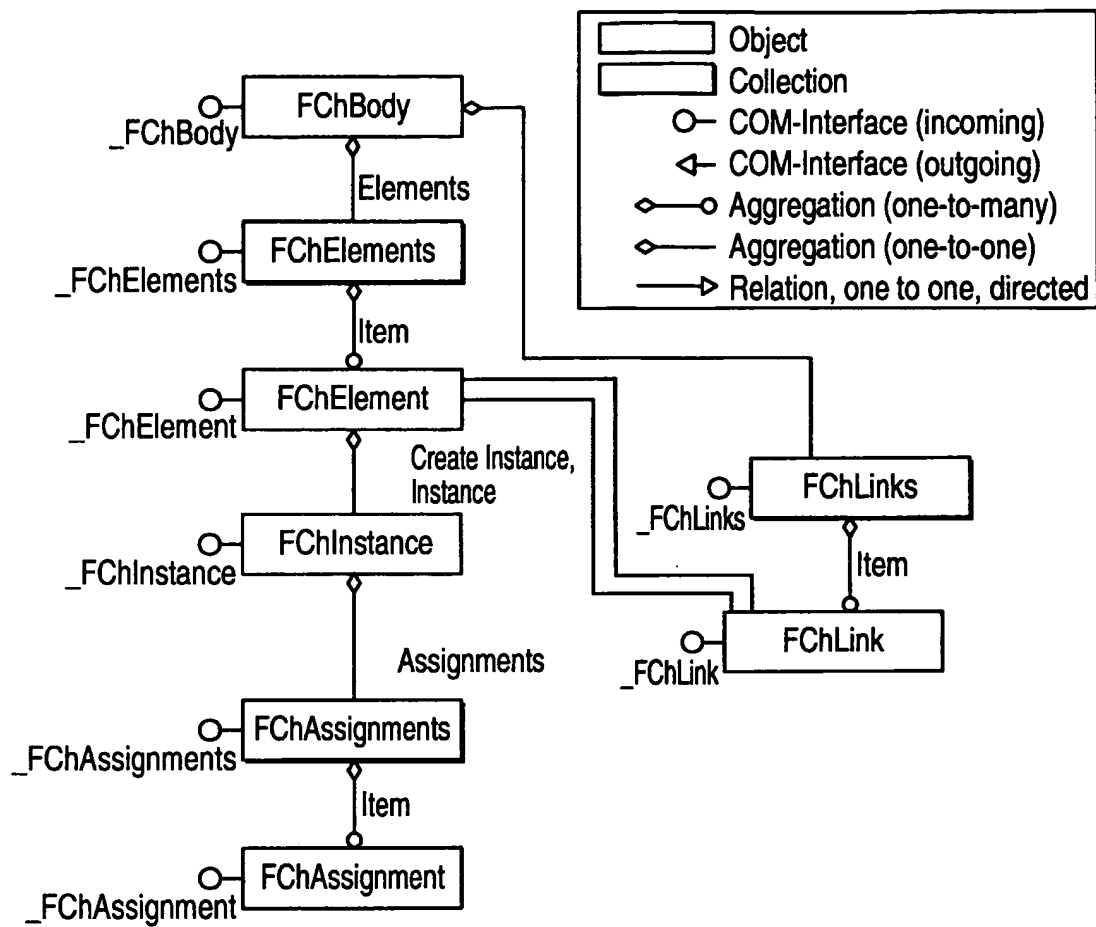 Object
Collection
COM-Interface (incoming)
COM-Interface (outgoing)
Aggregation (one-to-many)
Aggregation (one-to-one)
Relation, one to one, directed
FChBody
_FChBody
Elements
FChElements
_FChElements
Item
FChElement
_FChElement
Create Instance,
Instance
FChInstance
_FChInstance
Assignments
FChAssignments
_FChAssignments
Item
FChAssignment
_FChAssignment
FChLinks
_FChLinks
Item
FChLink
_FChLink